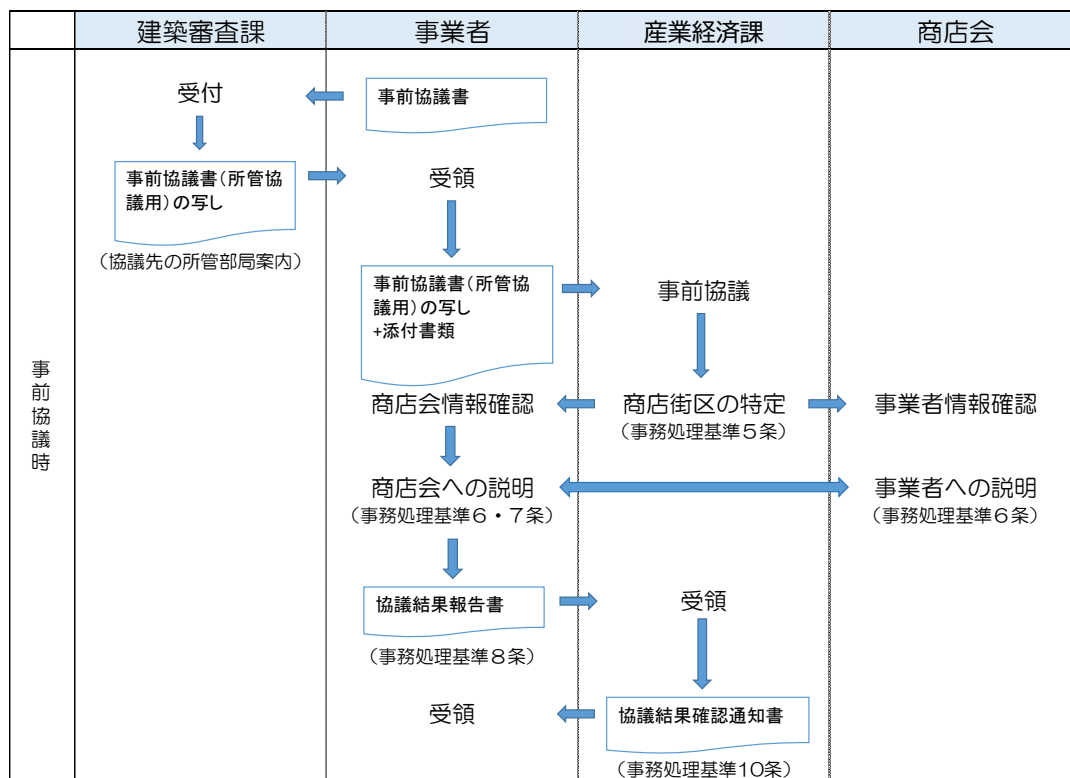 建築審査課
事業者
産業経済課
商店会
事前協議時
受付
事前協議書
事前協議書（所管協
議用）の写し
（協議先の所管部局案内）
受領
事前協議書（所管協
議用）の写し
+添付書類
事前協議
商店会情報確認
商店街区の特定
（事務処理基準５条）
事業者情報確認
商店会への説明
（事務処理基準６・７条）
事業者への説明
（事務処理基準６条）
協議結果報告書
（事務処理基準８条）
受領
受領
協議結果確認通知書
（事務処理基準10条）